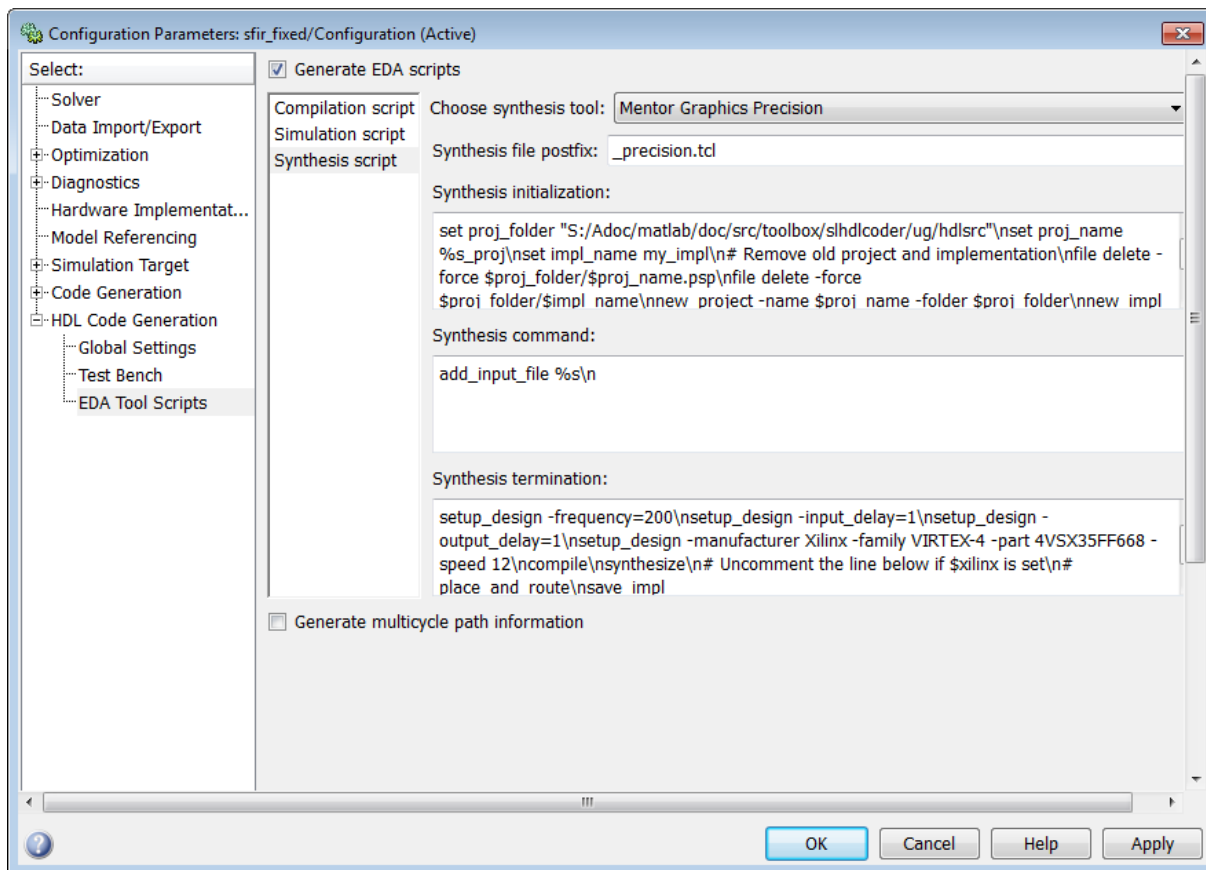 Configuration Parameters: sfir_fixed/Configuration (Active)
Select:
Solver
Data Import/Export
Optimization
Diagnostics
Hardware Implementat...
Model Referencing
Simulation Target
Code Generation
HDL Code Generation
Global Settings
Test Bench
EDA Tool Scripts
Generate EDA scripts
Compilation script
Simulation script
Synthesis script
Choose synthesis tool: Mentor Graphics Precision
Synthesis file postfix: _precision.tcl
Synthesis initialization:
set proj_folder "S:/Adoc/matlab/doc/src/toolbox/slhdlcoder/ug/hdlsrc"\nset proj_name
%s_proj\nset impl_name my_impl\n# Remove old project and implementation\nfile delete -
force $proj_folder/$proj_name.psp\nfile delete -force
$proj_folder/$impl_name\nnew_project -name $proj_name -folder $proj_folder\nnew_impl
Synthesis command:
add_input_file %s\n
Synthesis termination:
setup_design -frequency=200\nsetup_design -input_delay=1\nsetup_design -
output_delay=1\nsetup_design -manufacturer Xilinx -family VIRTEX-4 -part 4VSX35FF668 -
speed 12\ncompile\nsynthesize\n# Uncomment the line below if $xilinx is set\n#
place_and_route\nsave_impl
Generate multicycle path information
OK
Cancel
Help
Apply